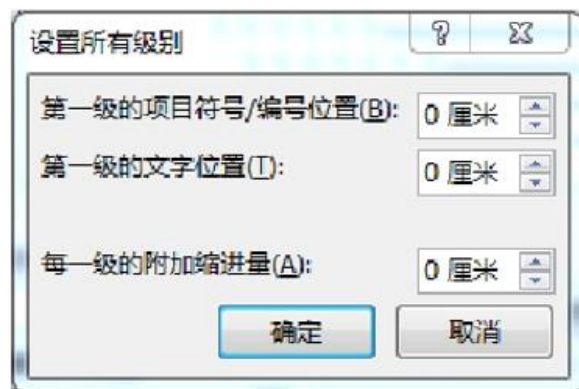 设置所有级别
第一级的项目符号/编号位置(B): 0 厘米
第一级的文字位置(T): 0 厘米
每一级的附加缩进量(A): 0 厘米
确定 取消